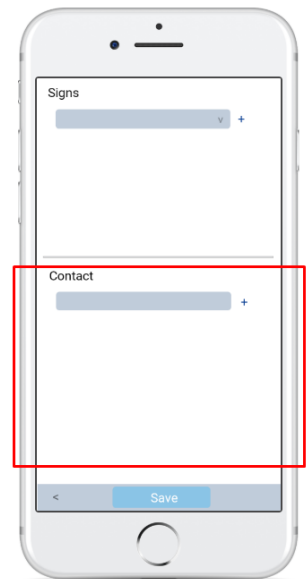 Signs
v +
Contact
+
< Save